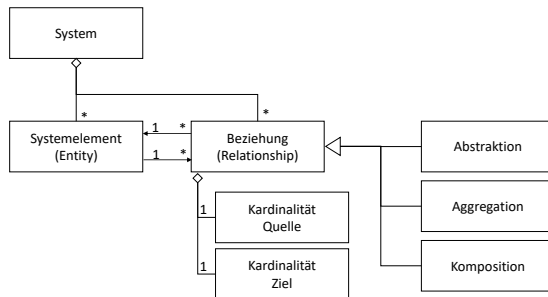 System
*
*
Systemelement
(Entity)
1
*
1
*
Beziehung
(Relationship)
Abstraktion
Aggregation
Komposition
1
Kardinalität
Quelle
1
Kardinalität
Ziel